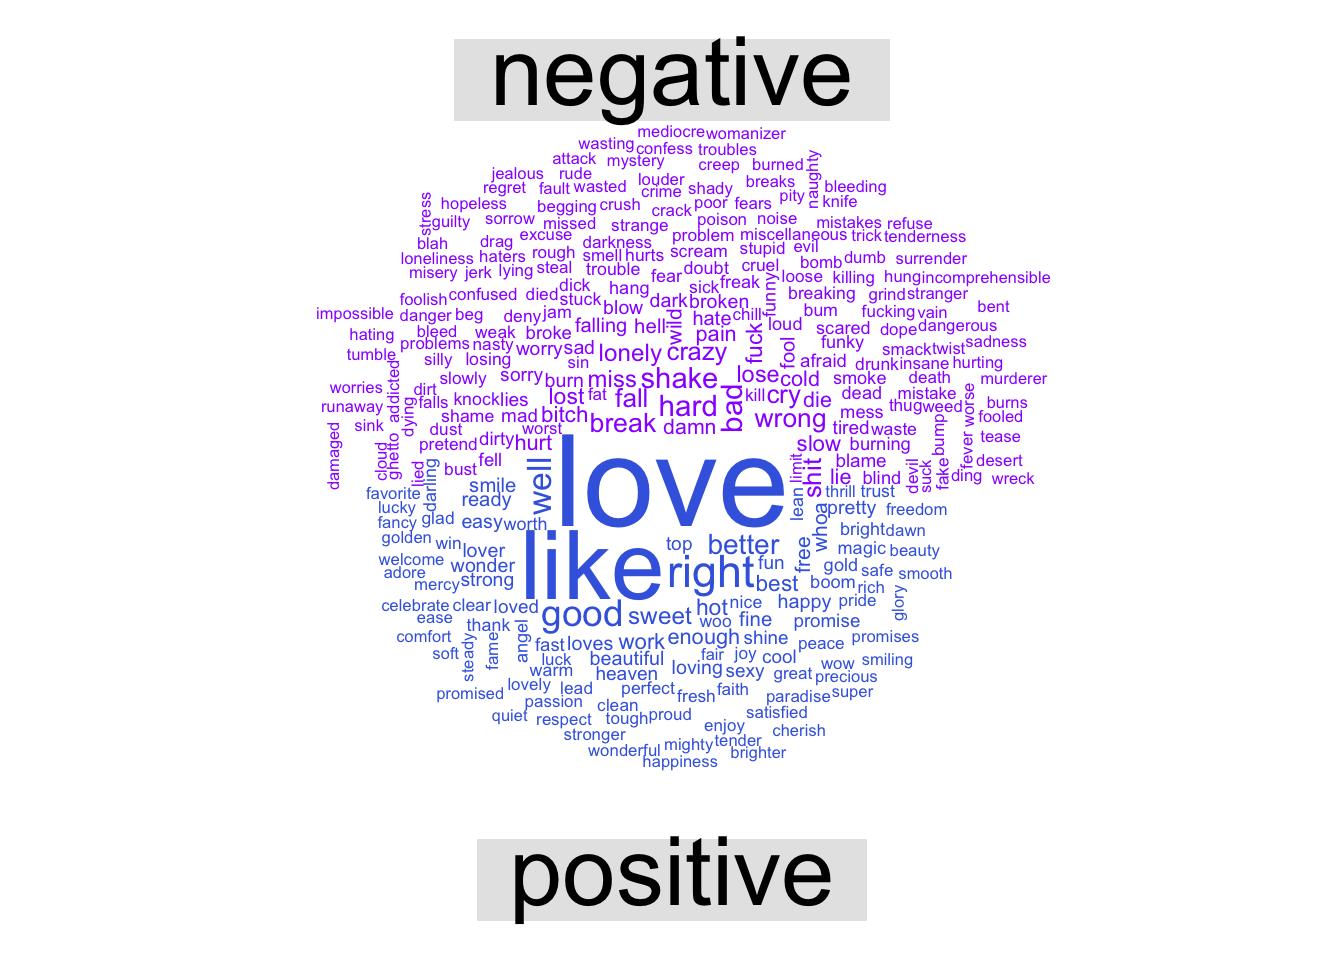 negative
mediocre womanizer
wasting confess troubles
attack mystery creep burned naughty
jealous rude louder breaks bleeding
regret fault wasted crime shady pity knife
stress hopeless begging crush crack poor fears
guilty sorrow missed strange poison noise mistakes refuse
blah drag excuse darkness problem miscellaneous trick tenderness
loneliness haters rough smell hurts scream stupid evil
misery jerk lying steal trouble fear doubt cruel bomb dumb surrender
dick hang sick freak funny loose killing hung incomprehensible
foolish confused died stuck dark broken breaking grind stranger
impossible danger beg deny jam blow wild hate chill bum fucking vain bent
hating bleed weak broke falling hell pain fuck loud scared dope dangerous
problems nasty worry sad lonely crazy fool funky smack twist sadness
tumble silly losing sin afraid drunk insane hurting
worries addicted slowly sorry burn miss shake lose cold smoke death murderer
dirt knock lies lost fat fall hard bad kill cry die dead mistake worse burns
runaway falls shame mad bitch break damn wrong mess thug weed fooled
sink dying dust worst tired waste bump fever tease
damaged cloud ghetto pretend dirty hurt slow burning
lied bust fell shit lie blame blind devil suck fake ding desert wreck
love
well
favorite darling smile lean limit thrill trust
lucky ready whoa pretty freedom
fancy glad easy worth bright dawn
golden win lover like top better free magic beauty
welcome wonder right fun gold safe smooth
adore mercy strong best boom rich
celebrate clear loved good sweet hot nice happy pride glory
ease thank woo fine promise
comfort steady fame angel fast loves work enough shine peace promises
soft luck beautiful fair joy cool wow smiling
warm heaven loving sexy great precious
promised lovely lead perfect fresh faith paradise super
passion clean
quiet respect tough proud enjoy satisfied
stronger cherish
wonderful mighty tender brighter
happiness
positive